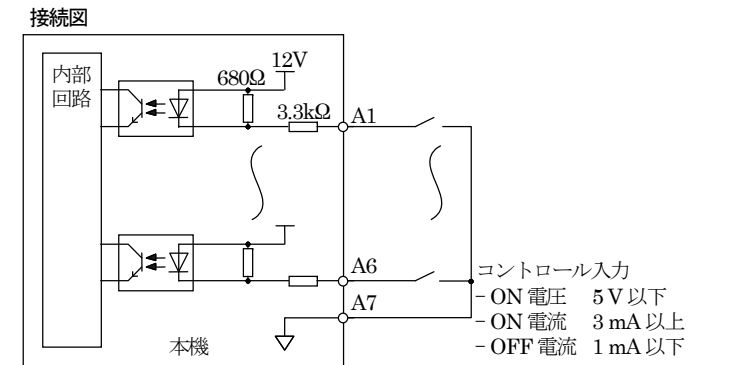 接続図
12V
内部
回路
680Ω
3.3kΩ
A1
A6
A7
コントロール入力
- ON 電圧 5 V 以下
- ON 電流 3 mA 以上
- OFF 電流 1 mA 以下
本機